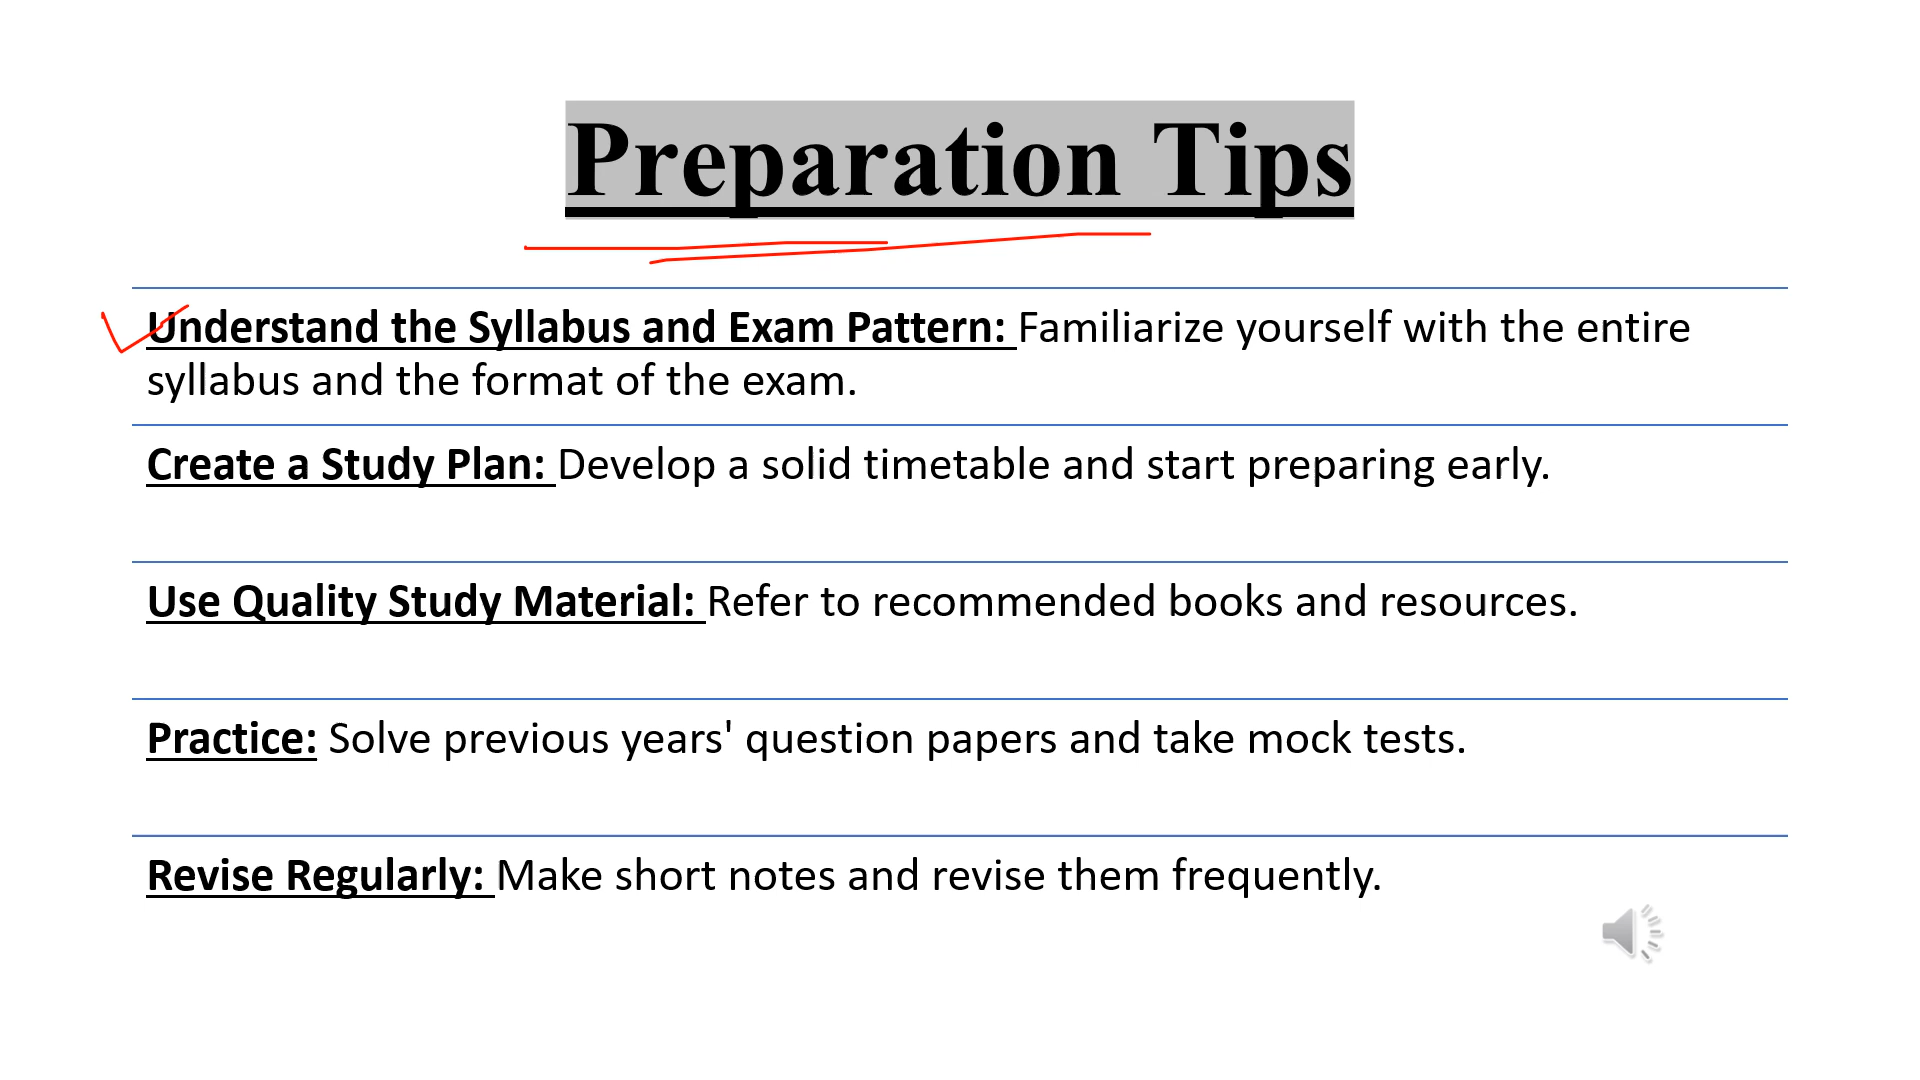 Preparation Tips
Understand the Syllabus and Exam Pattern: Familiarize yourself with the entire
syllabus and the format of the exam.
Create a Study Plan: Develop a solid timetable and start preparing early.
Use Quality Study Material: Refer to recommended books and resources.
Practice: Solve previous years' question papers and take mock tests.
Revise Regularly: Make short notes and revise them frequently.